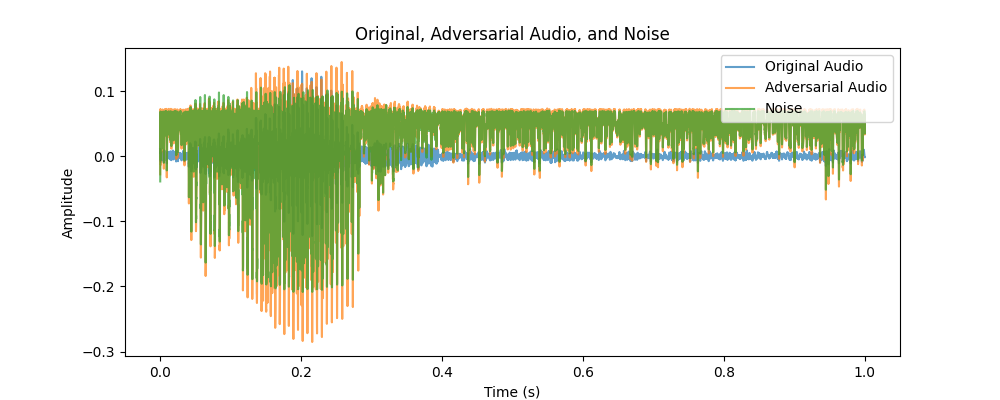 Original, Adversarial Audio, and Noise
Original Audio
Adversarial Audio
Noise
0.1
0.0
−0.1
−0.2
−0.3
Amplitude
0.0 0.2 0.4 0.6 0.8 1.0
Time (s)